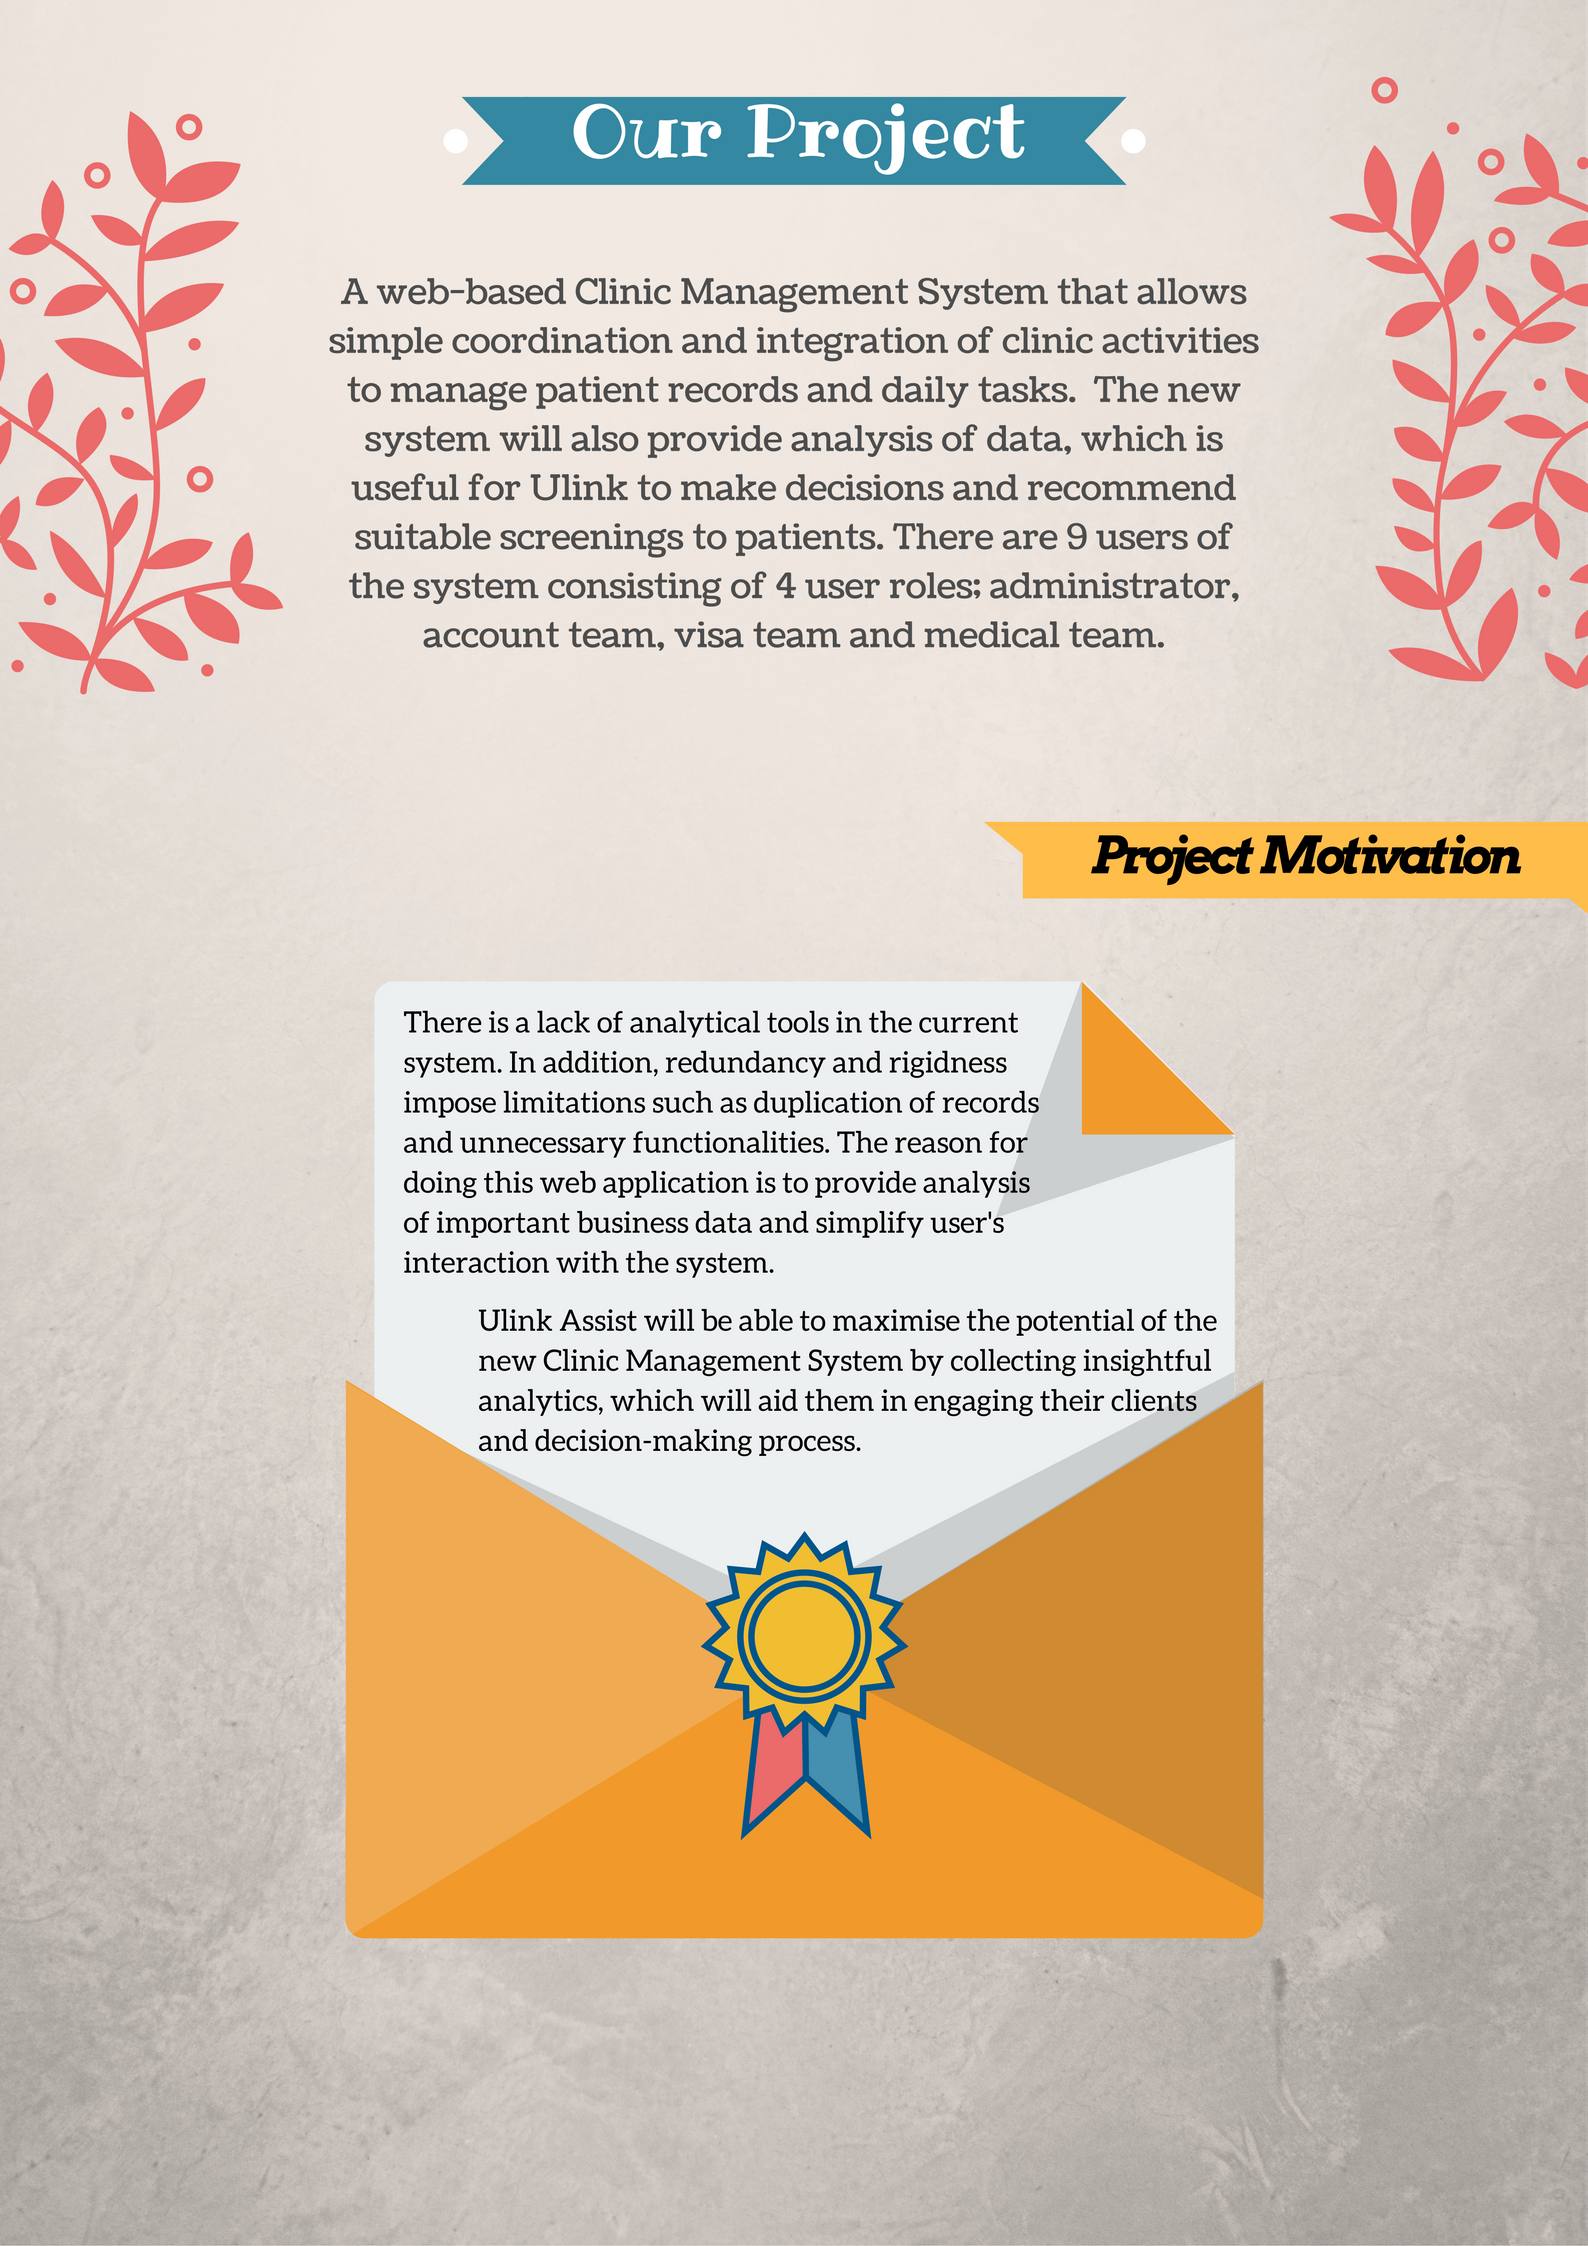 Our Project
A web-based Clinic Management System that allows
simple coordination and integration of clinic activities
to manage patient records and daily tasks.  The new
system will also provide analysis of data, which is
useful for Ulink to make decisions and recommend
suitable screenings to patients. There are 9 users of
the system consisting of 4 user roles; administrator,
account team, visa team and medical team.
Project Motivation
There is a lack of analytical tools in the current
system. In addition, redundancy and rigidness
impose limitations such as duplication of records
and unnecessary functionalities. The reason for
doing this web application is to provide analysis
of important business data and simplify user's
interaction with the system.
Ulink Assist will be able to maximise the potential of the
new Clinic Management System by collecting insightful
analytics, which will aid them in engaging their clients
and decision-making process.